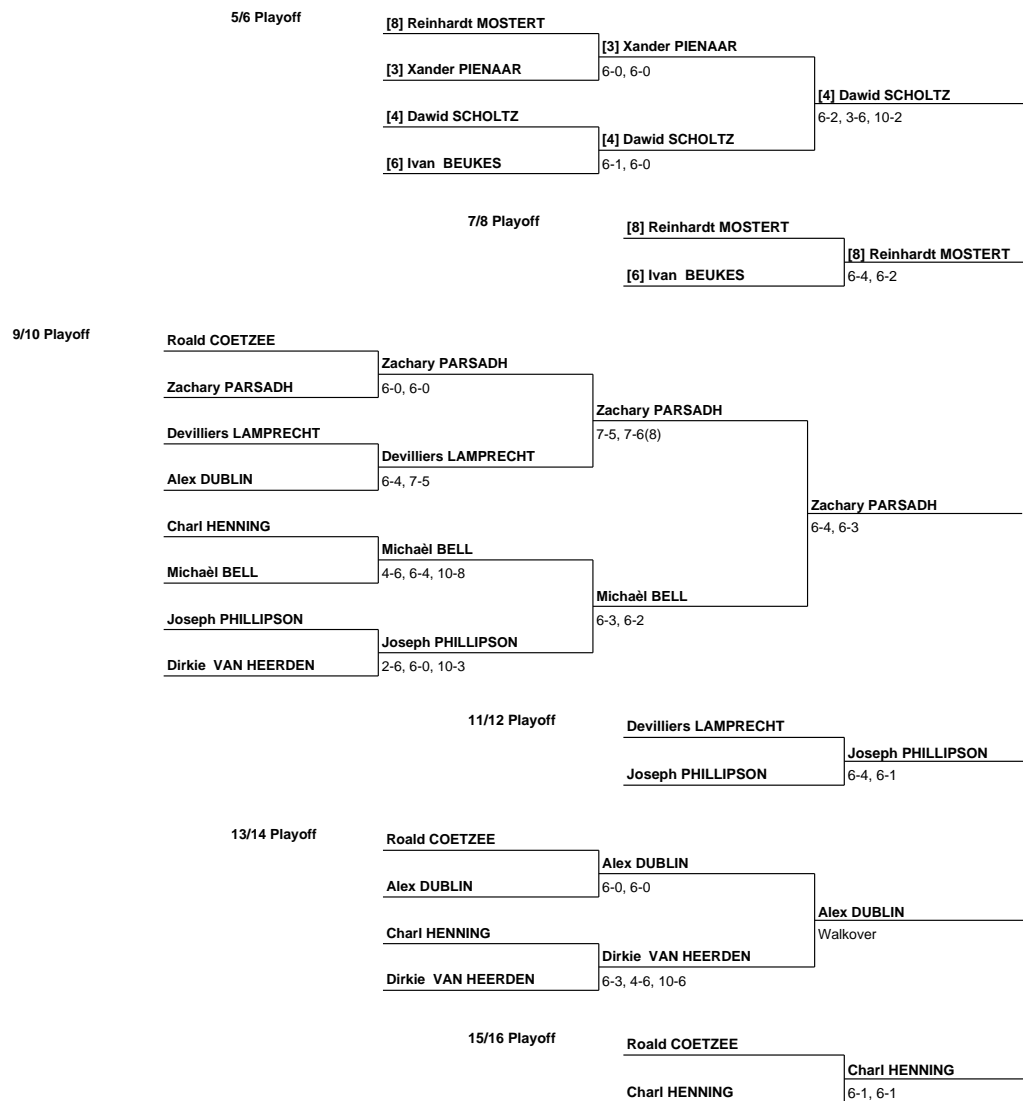 5/6 Playoff
[8] Reinhardt MOSTERT
[3] Xander PIENAAR
[3] Xander PIENAAR
6-0, 6-0
[4] Dawid SCHOLTZ
6-2, 3-6, 10-2
[4] Dawid SCHOLTZ
[4] Dawid SCHOLTZ
[6] Ivan BEUKES
6-1, 6-0
7/8 Playoff
[8] Reinhardt MOSTERT
[8] Reinhardt MOSTERT
[6] Ivan BEUKES
6-4, 6-2
9/10 Playoff
Roald COETZEE
Zachary PARSADH
Zachary PARSADH
6-0, 6-0
Zachary PARSADH
7-5, 7-6(8)
Devilliers LAMPRECHT
Devilliers LAMPRECHT
Alex DUBLIN
6-4, 7-5
Zachary PARSADH
6-4, 6-3
Charl HENNING
Michaèl BELL
Michaèl BELL
4-6, 6-4, 10-8
Michaèl BELL
6-3, 6-2
Joseph PHILLIPSON
Joseph PHILLIPSON
Dirkie VAN HEERDEN
2-6, 6-0, 10-3
11/12 Playoff
Devilliers LAMPRECHT
Joseph PHILLIPSON
Joseph PHILLIPSON
6-4, 6-1
13/14 Playoff
Roald COETZEE
Alex DUBLIN
Alex DUBLIN
6-0, 6-0
Alex DUBLIN
Walkover
Charl HENNING
Dirkie VAN HEERDEN
Dirkie VAN HEERDEN
6-3, 4-6, 10-6
15/16 Playoff
Roald COETZEE
Charl HENNING
Charl HENNING
6-1, 6-1